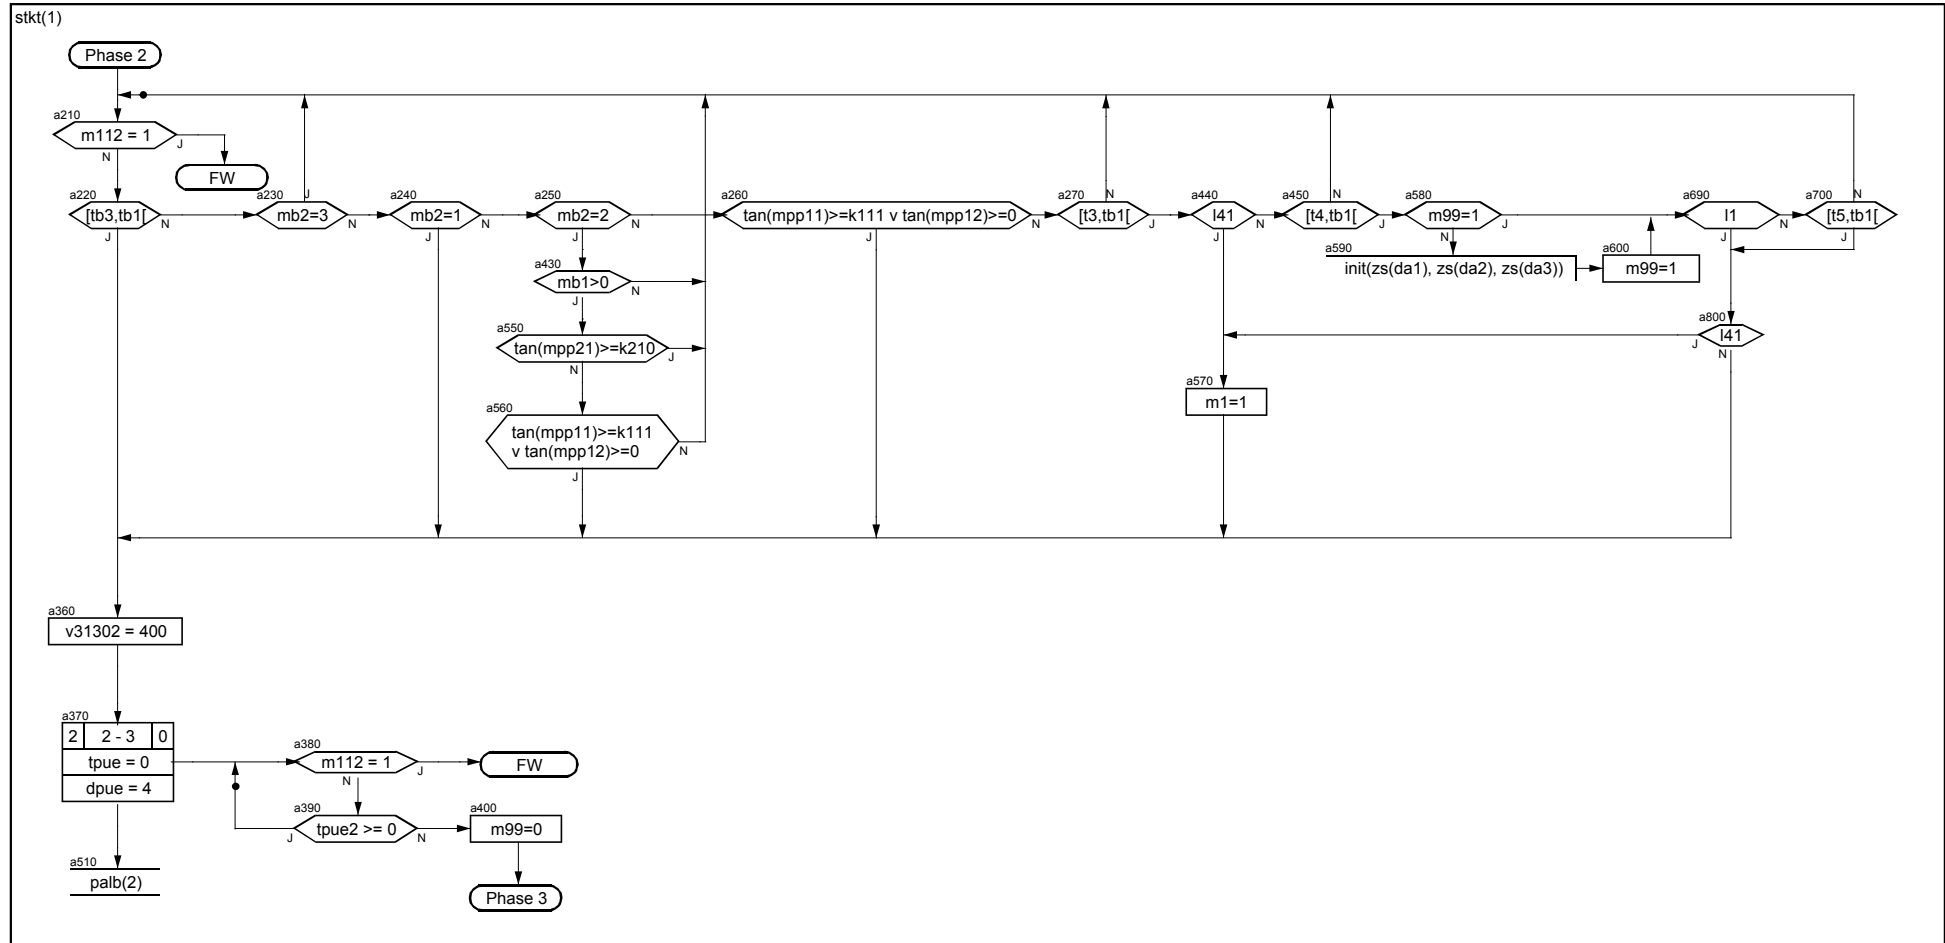 stkt(1)
Phase 2
a210
m112 = 1
J
N
FW
a220
[tb3,tb1[
J
N
a230
mb2=3
J
N
a240
mb2=1
J
N
a250
mb2=2
J
N
a260
tan(mpp11)>=k111 v tan(mpp12)>=0
J
N
a270
[t3,tb1[
N
J
a440
l41
J
N
a450
[t4,tb1[
N
J
a580
m99=1
J
N
a690
l1
J
N
a700
[t5,tb1[
N
J
a590
init(zs(da1), zs(da2), zs(da3))
a600
m99=1
a430
mb1>0
J
N
a800
l41
J
N
a550
tan(mpp21)>=k210
J
N
a570
m1=1
a560
tan(mpp11)>=k111
v tan(mpp12)>=0
J
N
a360
v31302 = 400
a370
2 2 - 3 0
tpue = 0
dpue = 4
a380
m112 = 1
J
N
FW
a390
tpue2 >= 0
J
N
a400
m99=0
a510
palb(2)
Phase 3